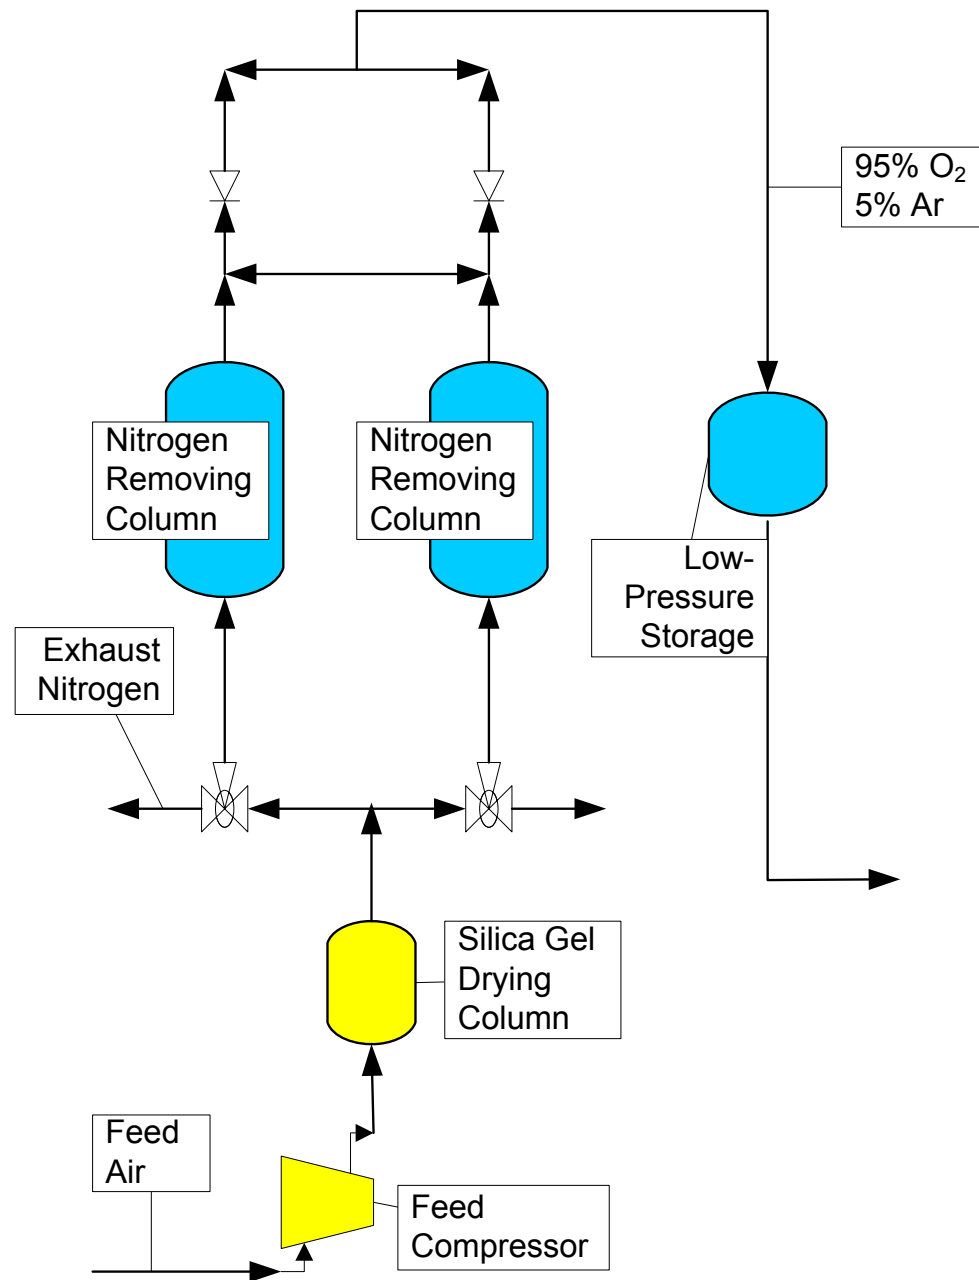 95% O₂
5% Ar
Nitrogen
Removing
Column
Nitrogen
Removing
Column
Low-
Pressure
Storage
Exhaust
Nitrogen
Silica Gel
Drying
Column
Feed
Air
Feed
Compressor